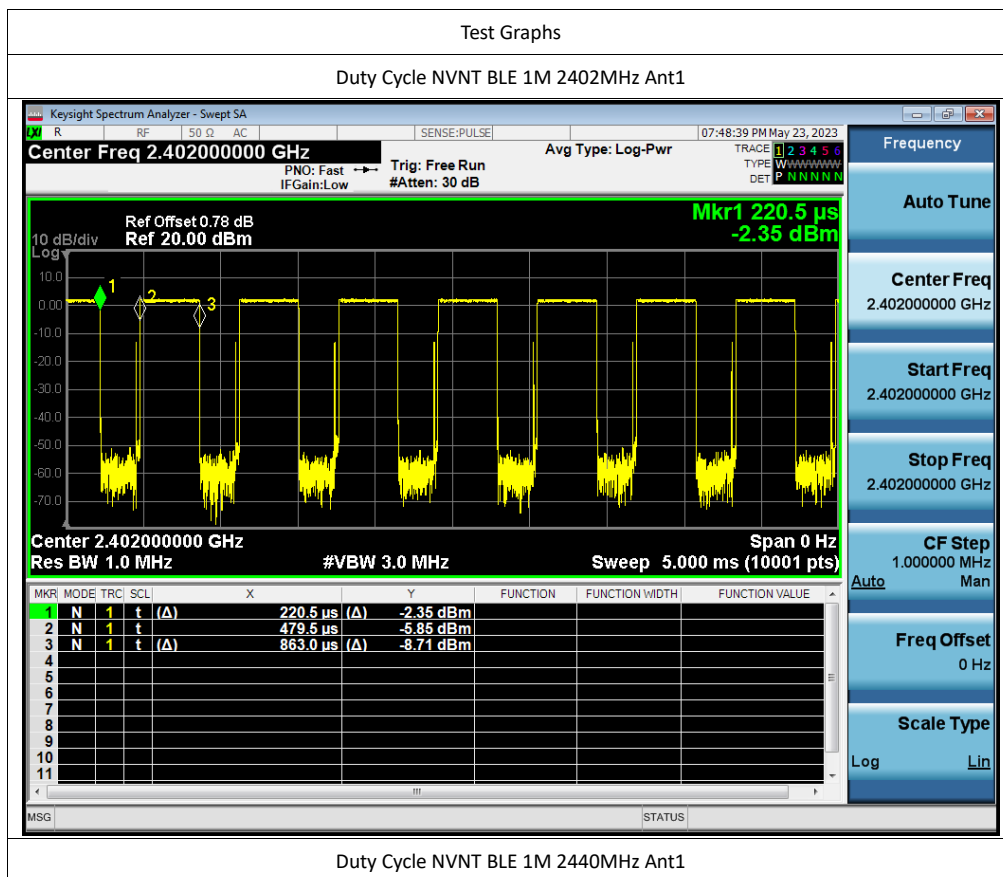 Test Graphs
Duty Cycle NVNT BLE 1M 2402MHz Ant1
Keysight Spectrum Analyzer - Swept SA
LXI R RF 50 Ω AC SENSE:PULSE 07:48:39 PM May 23, 2023
Center Freq 2.402000000 GHz
PNO: Fast
IFGain:Low
Trig: Free Run
#Atten: 30 dB
Avg Type: Log-Pwr
TRACE 1 2 3 4 5 6
TYPE W W W W W W
DET P N N N N N
Frequency
Mkr1 220.5 µs
-2.35 dBm
Ref Offset 0.78 dB
Ref 20.00 dBm
10 dB/div
Log
10.0
0.00
-10.0
-20.0
-30.0
-40.0
-50.0
-60.0
-70.0
1
2
3
Center 2.402000000 GHz
Span 0 Hz
Res BW 1.0 MHz
#VBW 3.0 MHz
Sweep 5.000 ms (10001 pts)
MKR MODE TRC SCL X Y FUNCTION FUNCTION WIDTH FUNCTION VALUE
1 N 1 t (Δ) 220.5 µs (Δ) -2.35 dBm
2 N 1 t 479.5 µs -5.85 dBm
3 N 1 t (Δ) 863.0 µs (Δ) -8.71 dBm
4
5
6
7
8
9
10
11
MSG
STATUS
Auto Tune
Center Freq
2.402000000 GHz
Start Freq
2.402000000 GHz
Stop Freq
2.402000000 GHz
CF Step
1.000000 MHz
Auto Man
Freq Offset
0 Hz
Scale Type
Log Lin
Duty Cycle NVNT BLE 1M 2440MHz Ant1